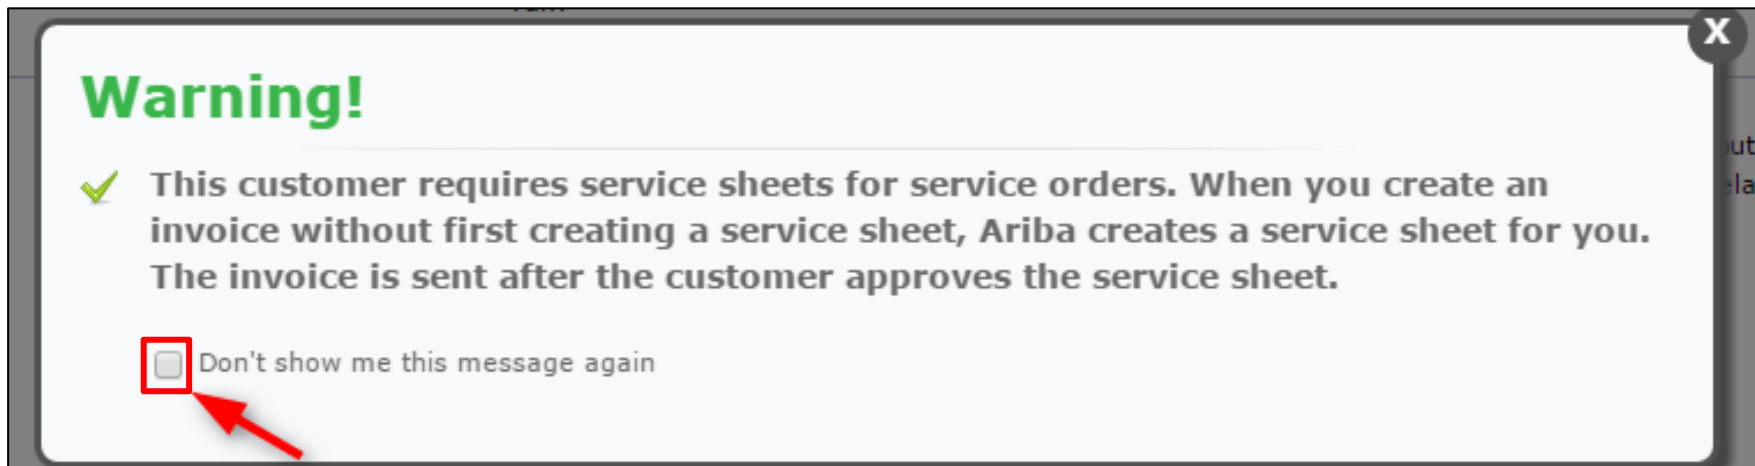 X
Warning!
This customer requires service sheets for service orders. When you create an
invoice without first creating a service sheet, Ariba creates a service sheet for you.
The invoice is sent after the customer approves the service sheet.
Don't show me this message again